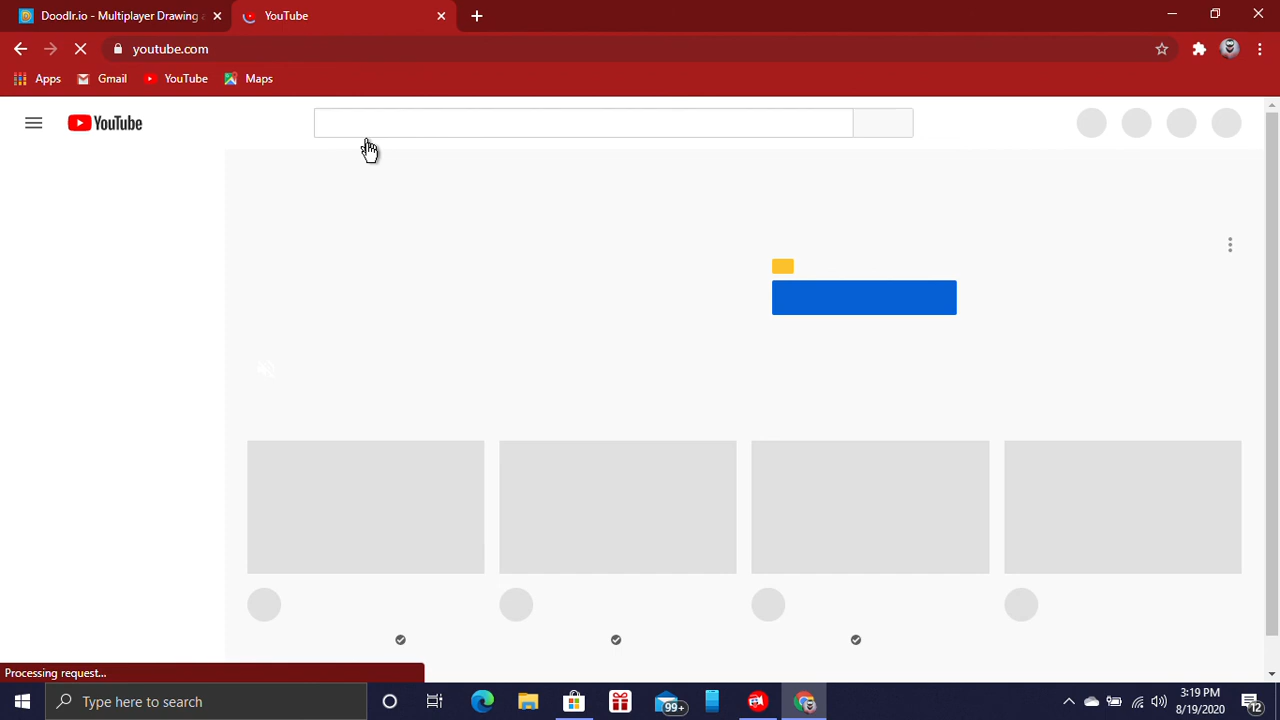 Doodlr.io - Multiplayer Drawing
YouTube
youtube.com
Apps
Gmail
YouTube
Maps
YouTube
Processing request...
Type here to search
99+
3:19 PM
8/19/2020
12